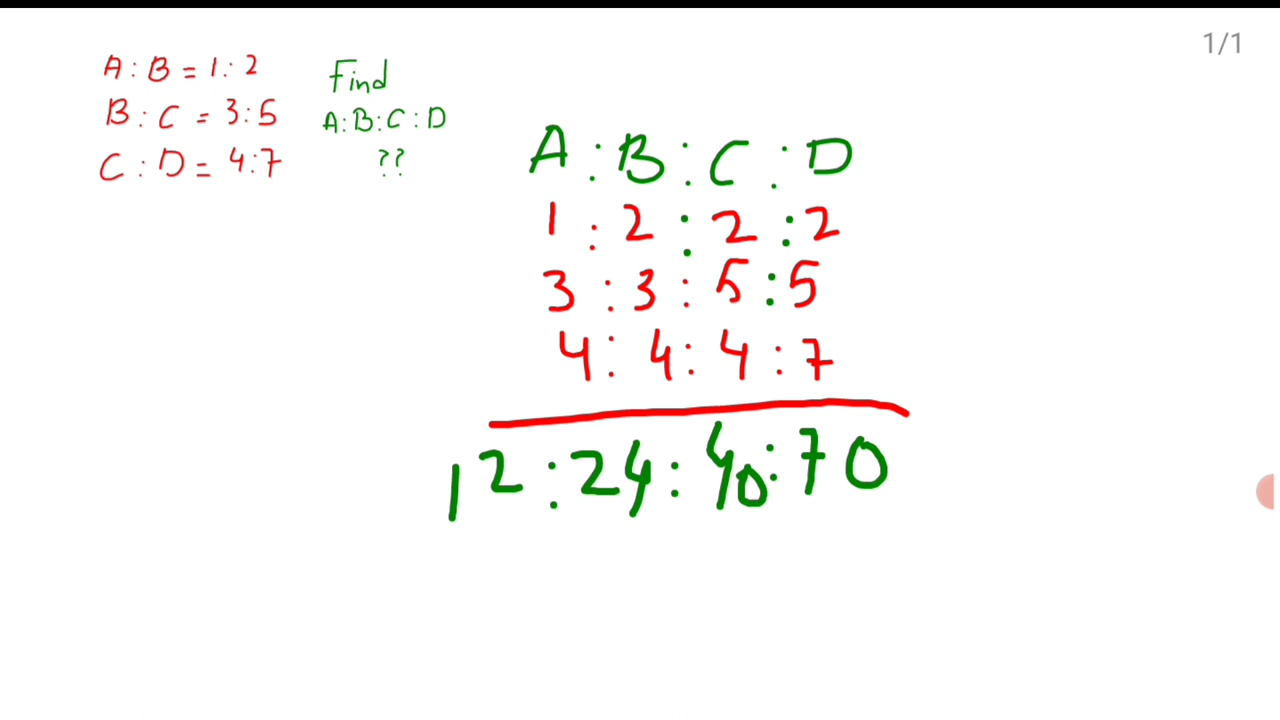 1/1
A:B = 1:2
B:C = 3:5
C:D = 4:7
Find
A:B:C:D
??
A:B:C:D
1:2:2:2
3:3:5:5
4:4:4:7
12:24:40:70